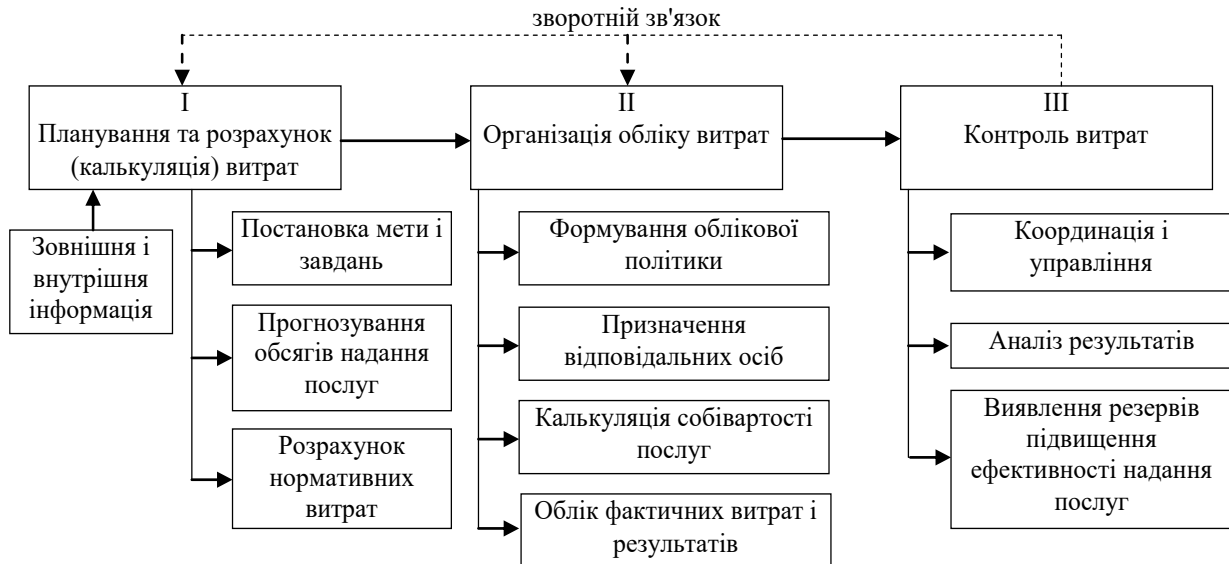 зворотній зв'язок
I
Планування та розрахунок
(калькуляція) витрат
II
Організація обліку витрат
III
Контроль витрат
Зовнішня і
внутрішня
інформація
Постановка мети і
завдань
Прогнозування
обсягів надання
послуг
Розрахунок
нормативних
витрат
Формування облікової
політики
Призначення
відповідальних осіб
Калькуляція собівартості
послуг
Облік фактичних витрат і
результатів
Координація і
управління
Аналіз результатів
Виявлення резервів
підвищення
ефективності надання
послуг